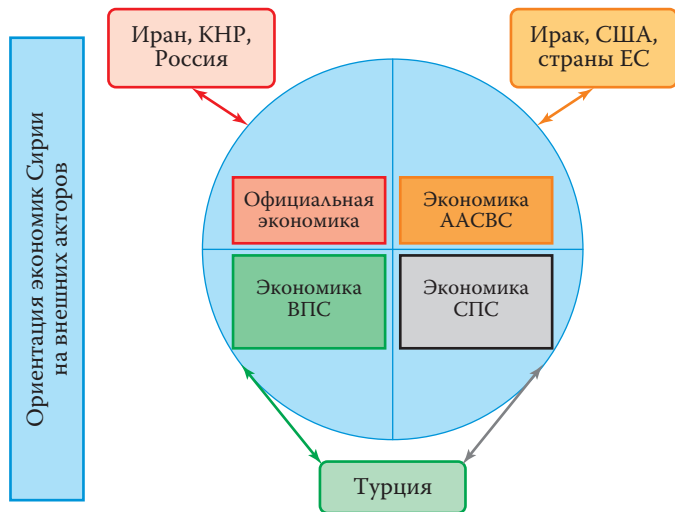 Ориентация экономик Сирии
на внешних акторов
Иран, КНР,
Россия
Ирак, США,
страны ЕС
Официальная
экономика
Экономика
ААСВС
Экономика
ВПС
Экономика
СПС
Турция